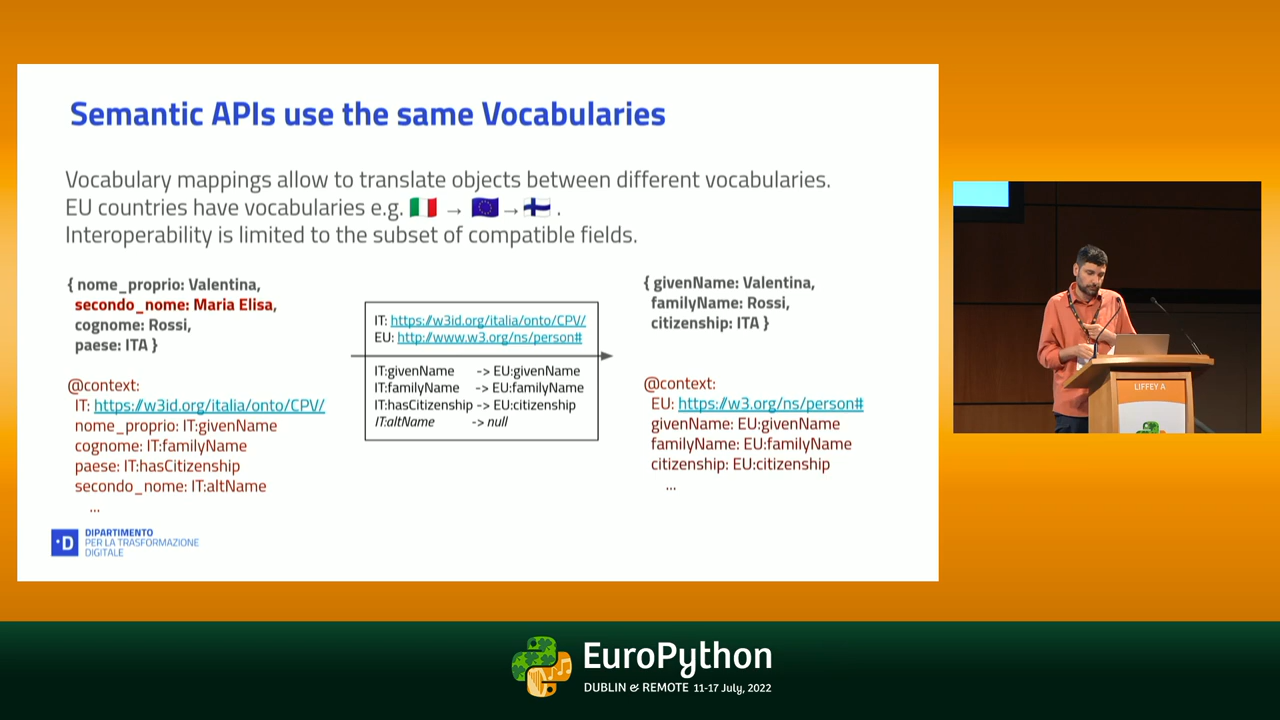 Semantic APIs use the same Vocabularies
Vocabulary mappings allow to translate objects between different vocabularies.
EU countries have vocabularies e.g. 🇮🇹 → 🇪🇺 → 🇫🇮 .
Interoperability is limited to the subset of compatible fields.
{ nome_proprio: Valentina,
secondo_nome: Maria Elisa,
cognome: Rossi,
paese: ITA }
@context:
IT: https://w3id.org/italia/onto/CPV/
nome_proprio: IT:givenName
cognome: IT:familyName
paese: IT:hasCitizenship
secondo_nome: IT:altName
...
IT: https://w3id.org/italia/onto/CPV/
EU: http://www.w3.org/ns/person#
IT:givenName -> EU:givenName
IT:familyName -> EU:familyName
IT:hasCitizenship -> EU:citizenship
IT:altName -> null
{ givenName: Valentina,
familyName: Rossi,
citizenship: ITA }
@context:
EU: https://w3.org/ns/person#
givenName: EU:givenName
familyName: EU:familyName
citizenship: EU:citizenship
...
·D DIPARTIMENTO
PER LA TRASFORMAZIONE
DIGITALE
LIFFEY A
EuroPython
DUBLIN & REMOTE 11-17 July, 2022